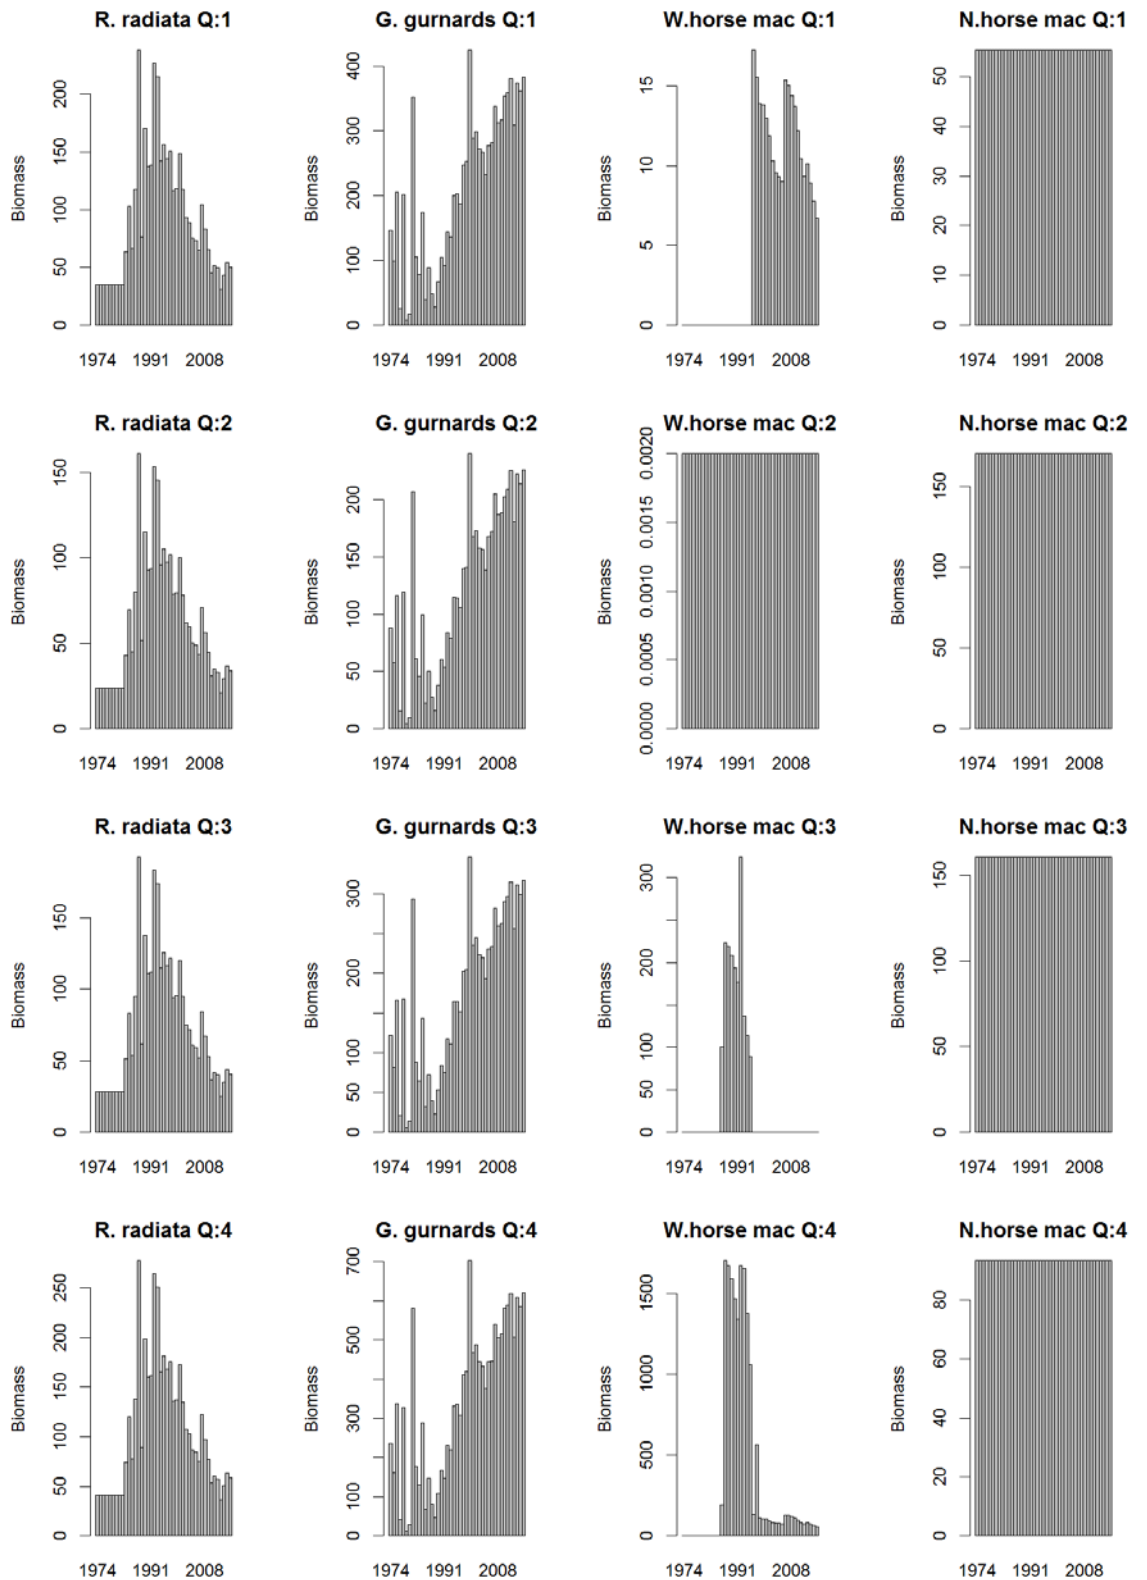 R. radiata Q:1
Biomass
0 50 100 150 200
1974 1991 2008
G. gurnards Q:1
Biomass
0 100 200 300 400
1974 1991 2008
W.horse mac Q:1
Biomass
0 5 10 15
1974 1991 2008
N.horse mac Q:1
Biomass
0 10 20 30 40 50
1974 1991 2008
R. radiata Q:2
Biomass
0 50 100 150
1974 1991 2008
G. gurnards Q:2
Biomass
0 50 100 150 200
1974 1991 2008
W.horse mac Q:2
Biomass
0.0000 0.0005 0.0010 0.0015 0.0020
1974 1991 2008
N.horse mac Q:2
Biomass
0 50 100 150
1974 1991 2008
R. radiata Q:3
Biomass
0 50 100 150
1974 1991 2008
G. gurnards Q:3
Biomass
0 50 100 200 300
1974 1991 2008
W.horse mac Q:3
Biomass
0 50 100 200 300
1974 1991 2008
N.horse mac Q:3
Biomass
0 50 100 150
1974 1991 2008
R. radiata Q:4
Biomass
0 50 100 150 200 250
1974 1991 2008
G. gurnards Q:4
Biomass
0 100 300 500 700
1974 1991 2008
W.horse mac Q:4
Biomass
0 500 1000 1500
1974 1991 2008
N.horse mac Q:4
Biomass
0 20 40 60 80
1974 1991 2008